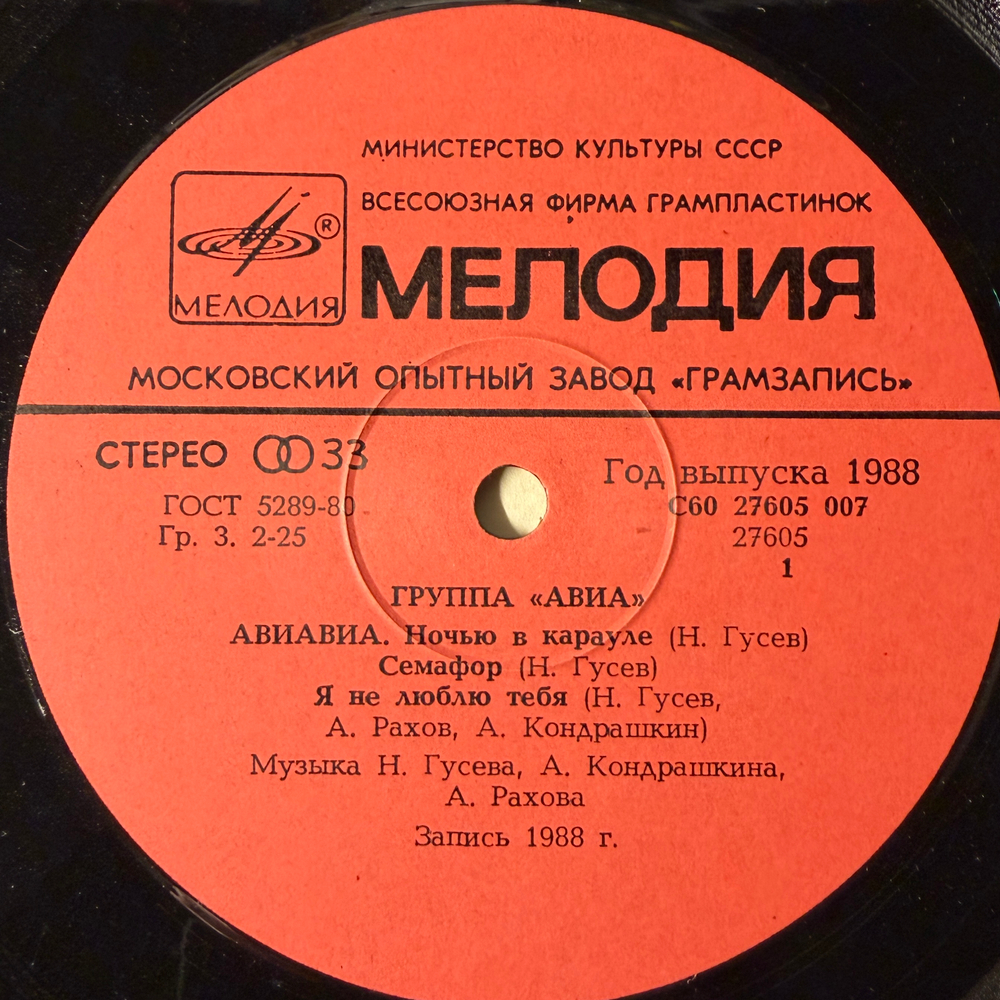 МИНИСТЕРСТВО КУЛЬТУРЫ СССР
ВСЕСОЮЗНАЯ ФИРМА ГРАМПЛАСТИНОК
®
МЕЛОДИЯ
МЕЛОДИЯ
МОСКОВСКИЙ ОПЫТНЫЙ ЗАВОД «ГРАМЗАПИСЬ»
СТЕРЕО 33
Год выпуска 1988
ГОСТ 5289-80
С60 27605 007
Гр. 3. 2-25
27605
1
ГРУППА «АВИА»
АВИАВИА. Ночью в карауле (Н. Гусев)
Семафор (Н. Гусев)
Я не люблю тебя (Н. Гусев,
А. Рахов, А. Кондрашкин)
Музыка Н. Гусева, А. Кондрашкина,
А. Рахова
Запись 1988 г.